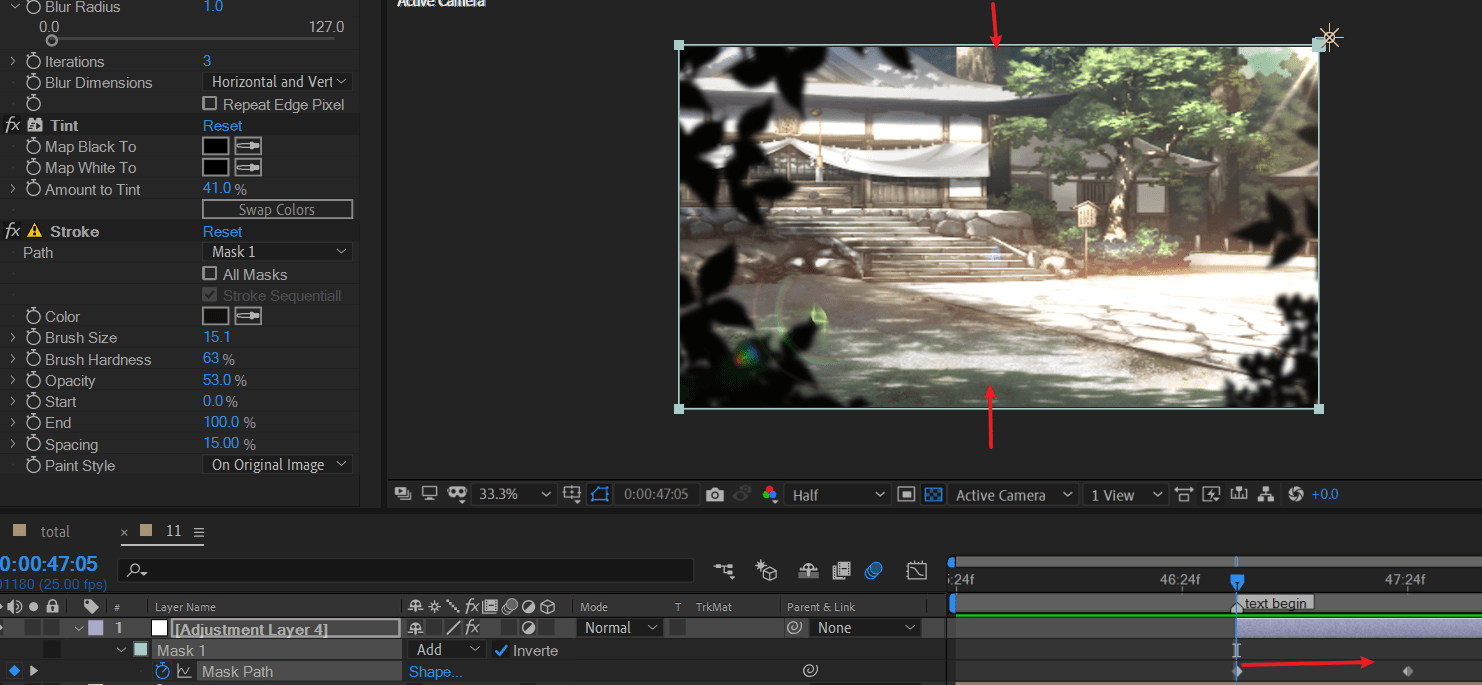 Blur Radius 1.0
0.0 127.0
Iterations 3
Blur Dimensions Horizontal and Vert
Repeat Edge Pixel
fx Tint Reset
Map Black To
Map White To
Amount to Tint 41.0 %
Swap Colors
fx Stroke Reset
Path Mask 1
All Masks
Stroke Sequentiall
Color
Brush Size 15.1
Brush Hardness 63 %
Opacity 53.0 %
Start 0.0 %
End 100.0 %
Spacing 15.00 %
Paint Style On Original Image
Active Camera
33.3% 0:00:47:05 Half Active Camera 1 View +0.0
total × 11
0:00:47:05
01180 (25.00 fps)
:24f 46:24f 47:24f
# Layer Name fx Mode T TrkMat Parent & Link
text begin
1 [Adjustment Layer 4] fx Normal None
Mask 1 Add Inverte
Mask Path Shape...